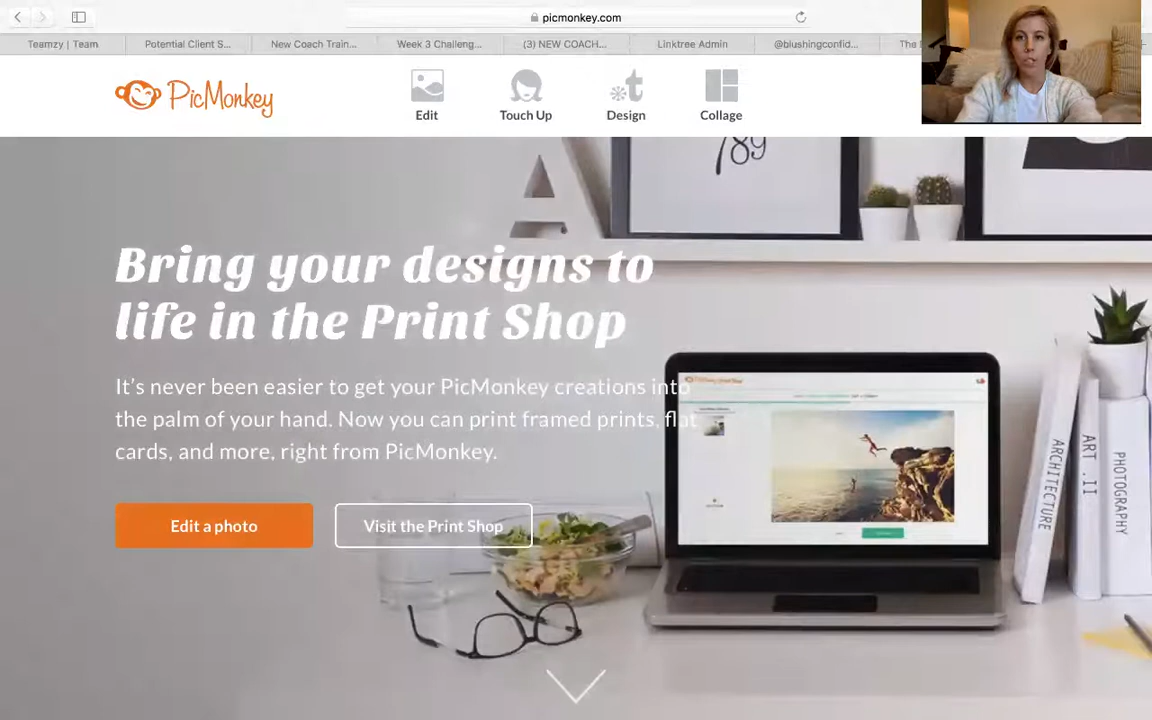 picmonkey.com
Teamzy | Team
Potential Client S...
New Coach Train...
Week 3 Challeng...
(3) NEW COACH...
Linktree Admin
@blushingconfid...
PicMonkey
Edit
Touch Up
Design
Collage
789
A
Bring your designs to
life in the Print Shop
It's never been easier to get your PicMonkey creations into
the palm of your hand. Now you can print framed prints, flat
cards, and more, right from PicMonkey.
Edit a photo
Visit the Print Shop
ARCHITECTURE
ART .II
PHOTOGRAPHY